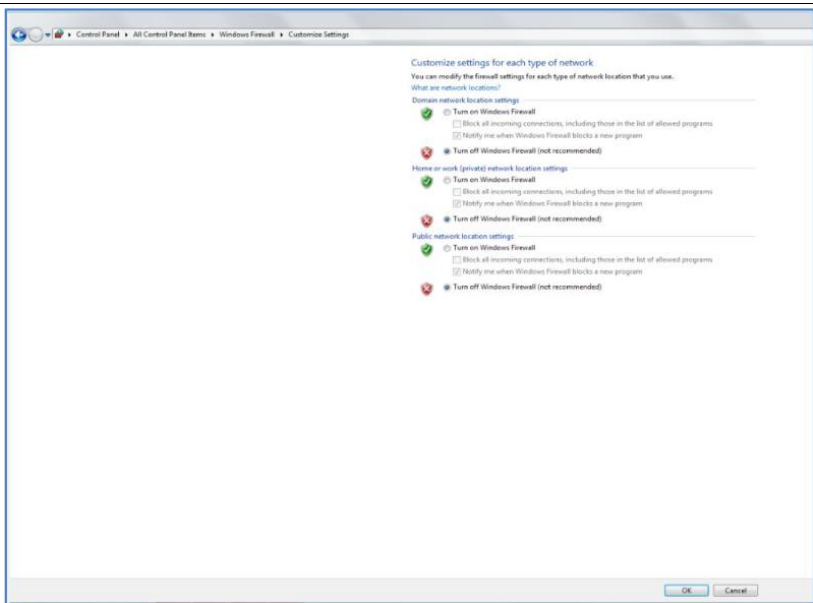 Control Panel ▸ All Control Panel Items ▸ Windows Firewall ▸ Customize Settings
Customize settings for each type of network
You can modify the firewall settings for each type of network location that you use.
What are network locations?
Domain network location settings
Turn on Windows Firewall
Block all incoming connections, including those in the list of allowed programs
Notify me when Windows Firewall blocks a new program
Turn off Windows Firewall (not recommended)
Home or work (private) network location settings
Turn on Windows Firewall
Block all incoming connections, including those in the list of allowed programs
Notify me when Windows Firewall blocks a new program
Turn off Windows Firewall (not recommended)
Public network location settings
Turn on Windows Firewall
Block all incoming connections, including those in the list of allowed programs
Notify me when Windows Firewall blocks a new program
Turn off Windows Firewall (not recommended)
OK Cancel